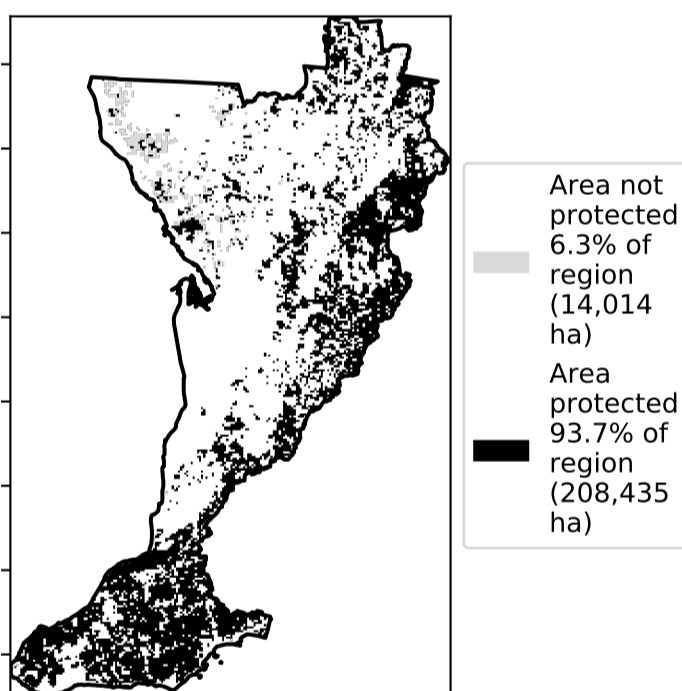 Area not
protected
6.3% of
region
(14,014
ha)
Area
protected
93.7% of
region
(208,435
ha)